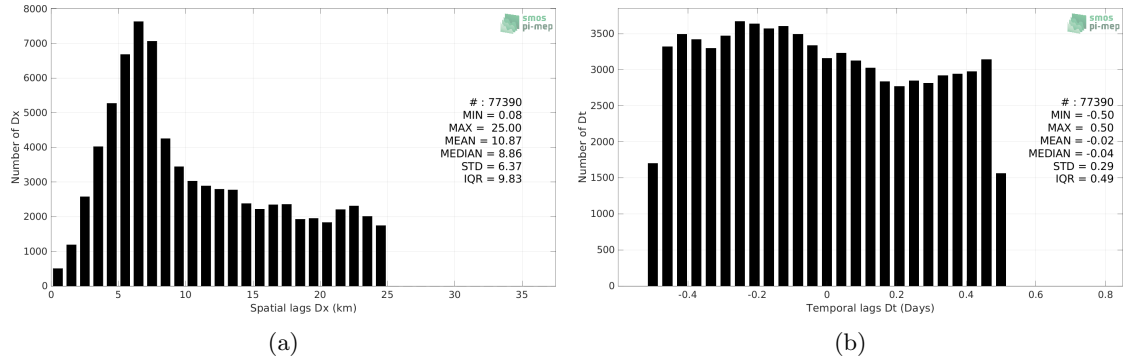 8000
7000
6000
5000
4000
3000
2000
1000
0
Number of Dx
0 5 10 15 20 25 30 35
Spatial lags Dx (km)
smos
pi-mep
# : 77390
MIN = 0.08
MAX = 25.00
MEAN = 10.87
MEDIAN = 8.86
STD = 6.37
IQR = 9.83
(a)
3500
3000
2500
2000
1500
1000
500
0
Number of Dt
-0.4 -0.2 0 0.2 0.4 0.6 0.8
Temporal lags Dt (Days)
smos
pi-mep
# : 77390
MIN = -0.50
MAX = 0.50
MEAN = -0.02
MEDIAN = -0.04
STD = 0.29
IQR = 0.49
(b)